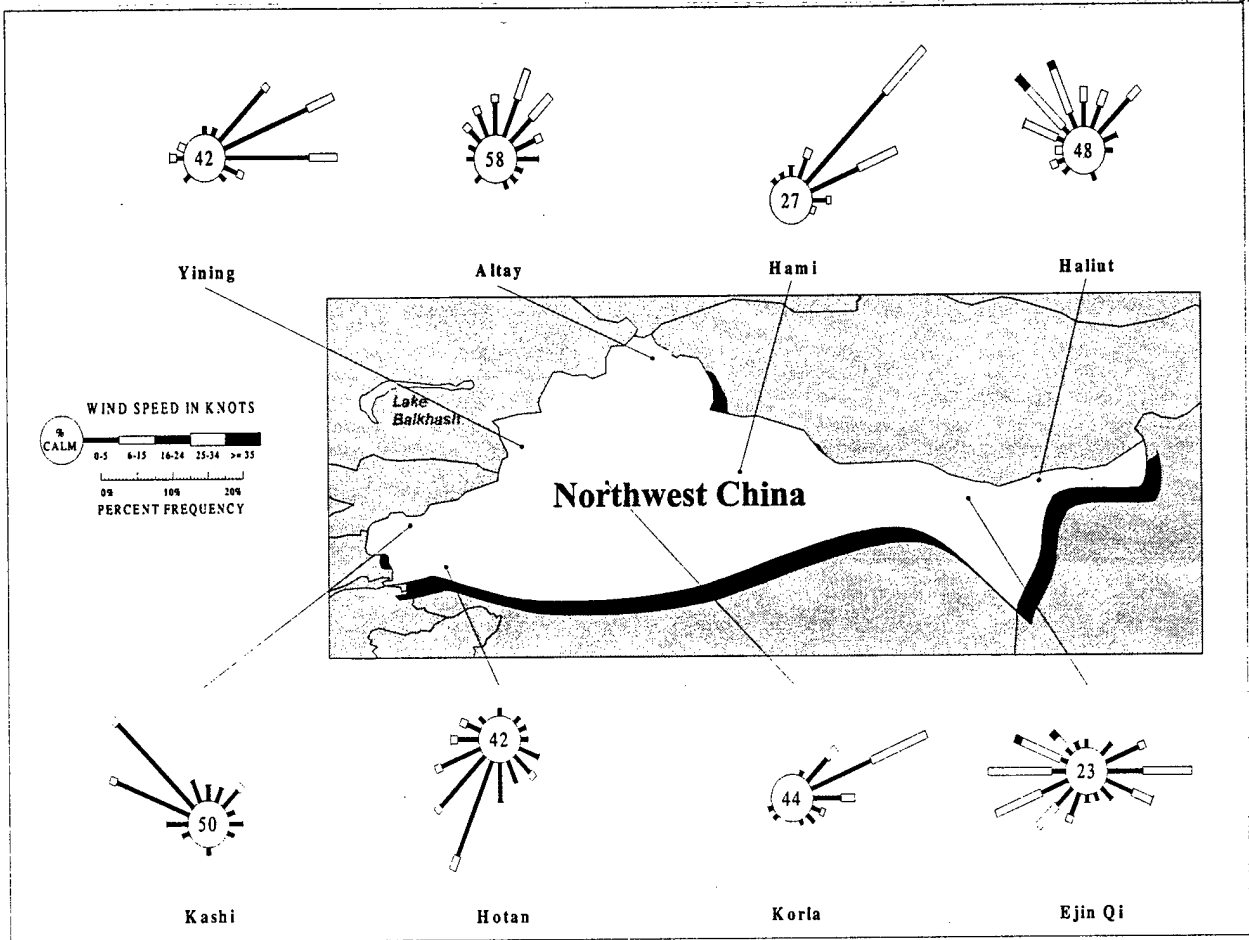 42
58
27
48
Yining
Altay
Hami
Haliut
WIND SPEED IN KNOTS
% CALM
0-5 6-15 16-24 25-34 >= 35
0% 10% 20%
PERCENT FREQUENCY
Lake
Balkhash
Northwest China
50
42
44
23
Kashi
Hotan
Korla
Ejin Qi